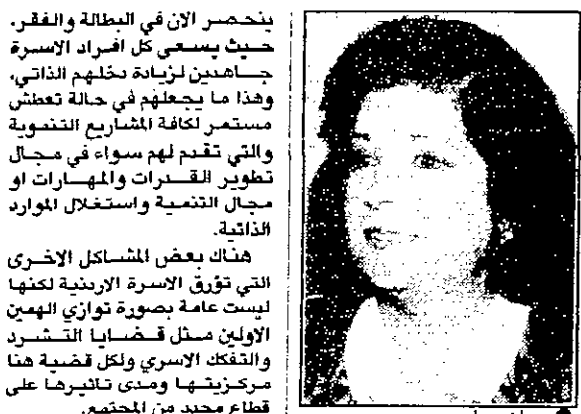 ينحصر الان في البطالة والفقر.
حيث يسعى كل افراد الاسرة
جاهدين لزيادة دخلهم الذاتي،
وهذا ما يجعلهم في حالة تعطش
مستمر لكافة المشاريع التنموية
والتي تقدم لهم سواء في مجال
تطوير القدرات والمهارات او
مجال التنمية واستغلال الموارد
الذاتية.
هناك بعض المشاكل الاخرى
التي تؤرق الاسرة الاردنية لكنها
ليست عامة بصورة توازي الهمين
الاولين مثل قضايا التشرد
والتفكك الاسري ولكل قضية هنا
مركزيتها ومدى تاثيرها على
قطاع محدد من المجتمع.